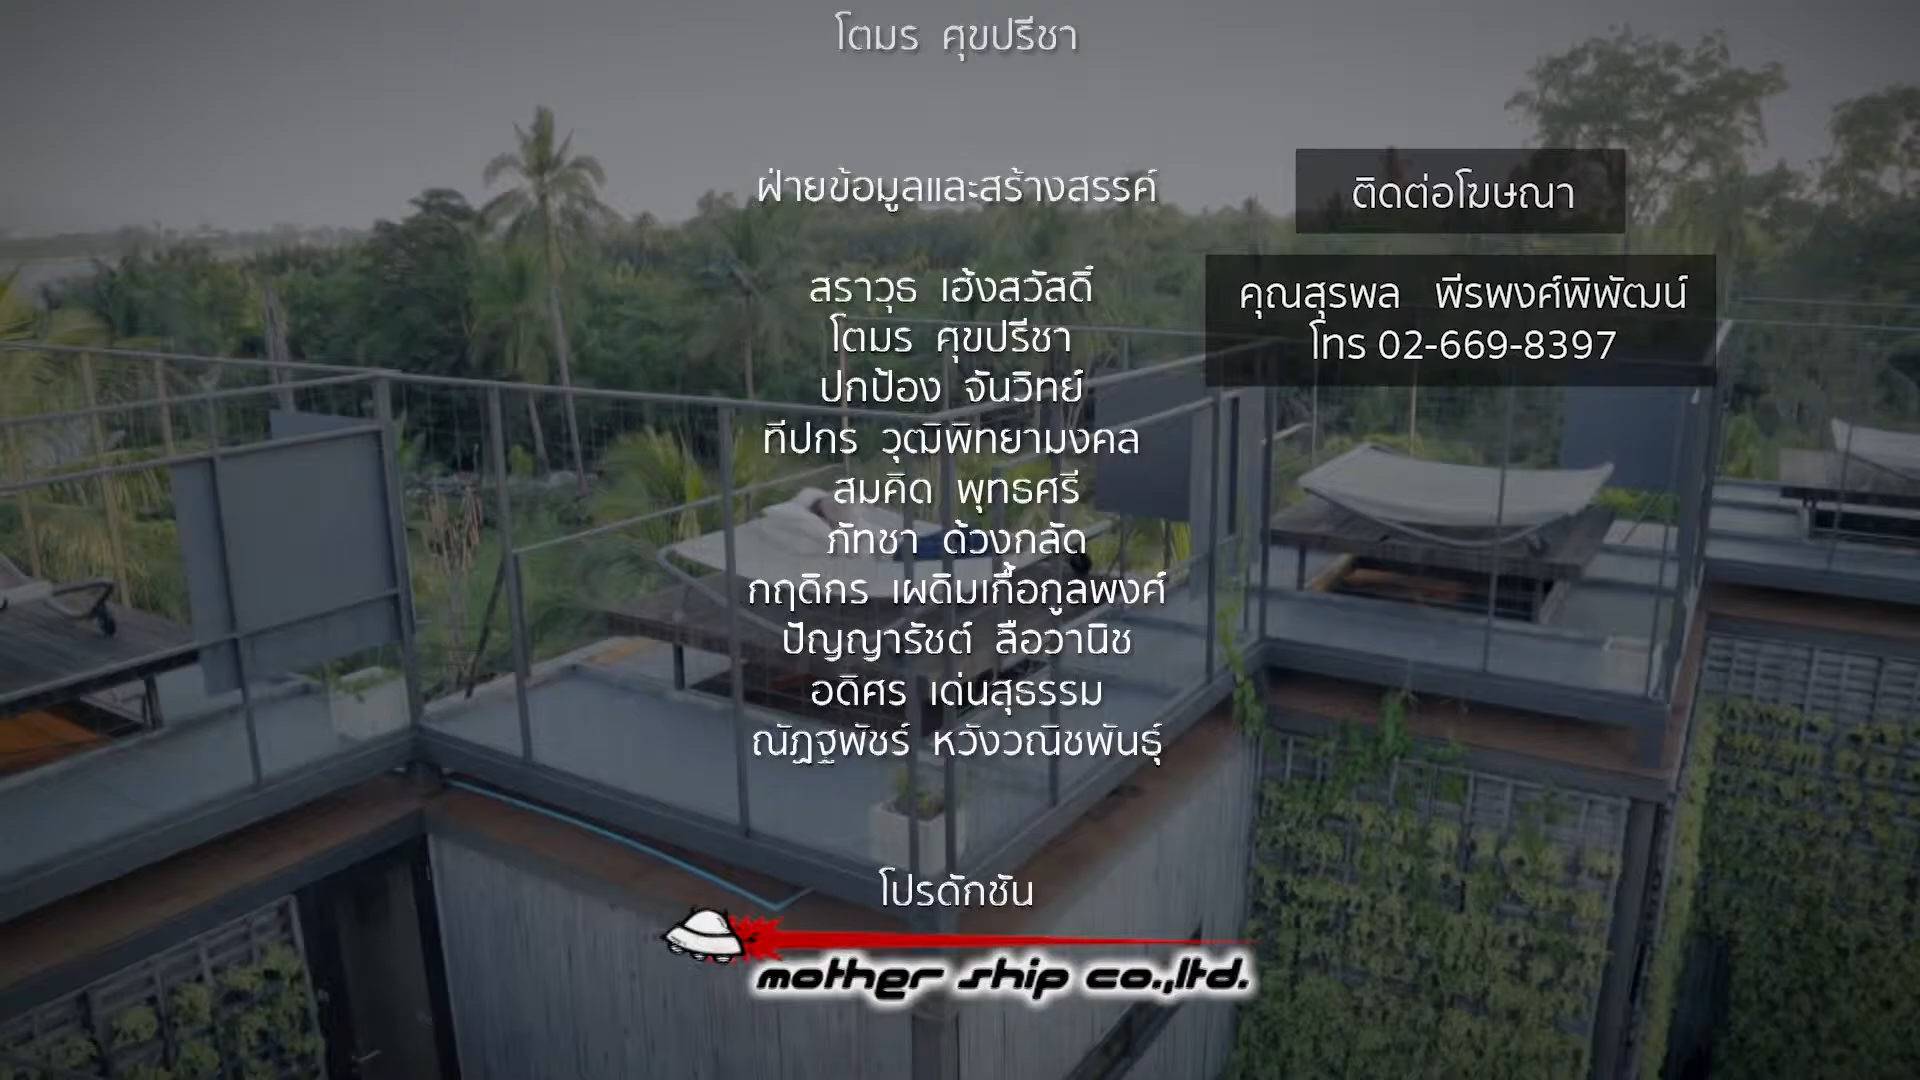 โตมร ศุขปรีชา
ฝ่ายข้อมูลและสร้างสรรค์
สราวุธ เฮ้งสวัสดิ์
โตมร ศุขปรีชา
ปกป้อง จันวิทย์
ทีปกร วุฒิพิทยามงคล
สมคิด พุทธศรี
ภัทชา ด้วงกลัด
กฤดิกร เผดิมเกื้อกูลพงศ์
ปัญญารัชต์ ลือวานิช
อดิศร เด่นสุธรรม
ณัฏฐพัชร์ หวังวณิชพันธุ์
โปรดักชัน
mother ship co.,ltd.
ติดต่อโฆษณา
คุณสุรพล พีรพงศ์พิพัฒน์
โทร 02-669-8397